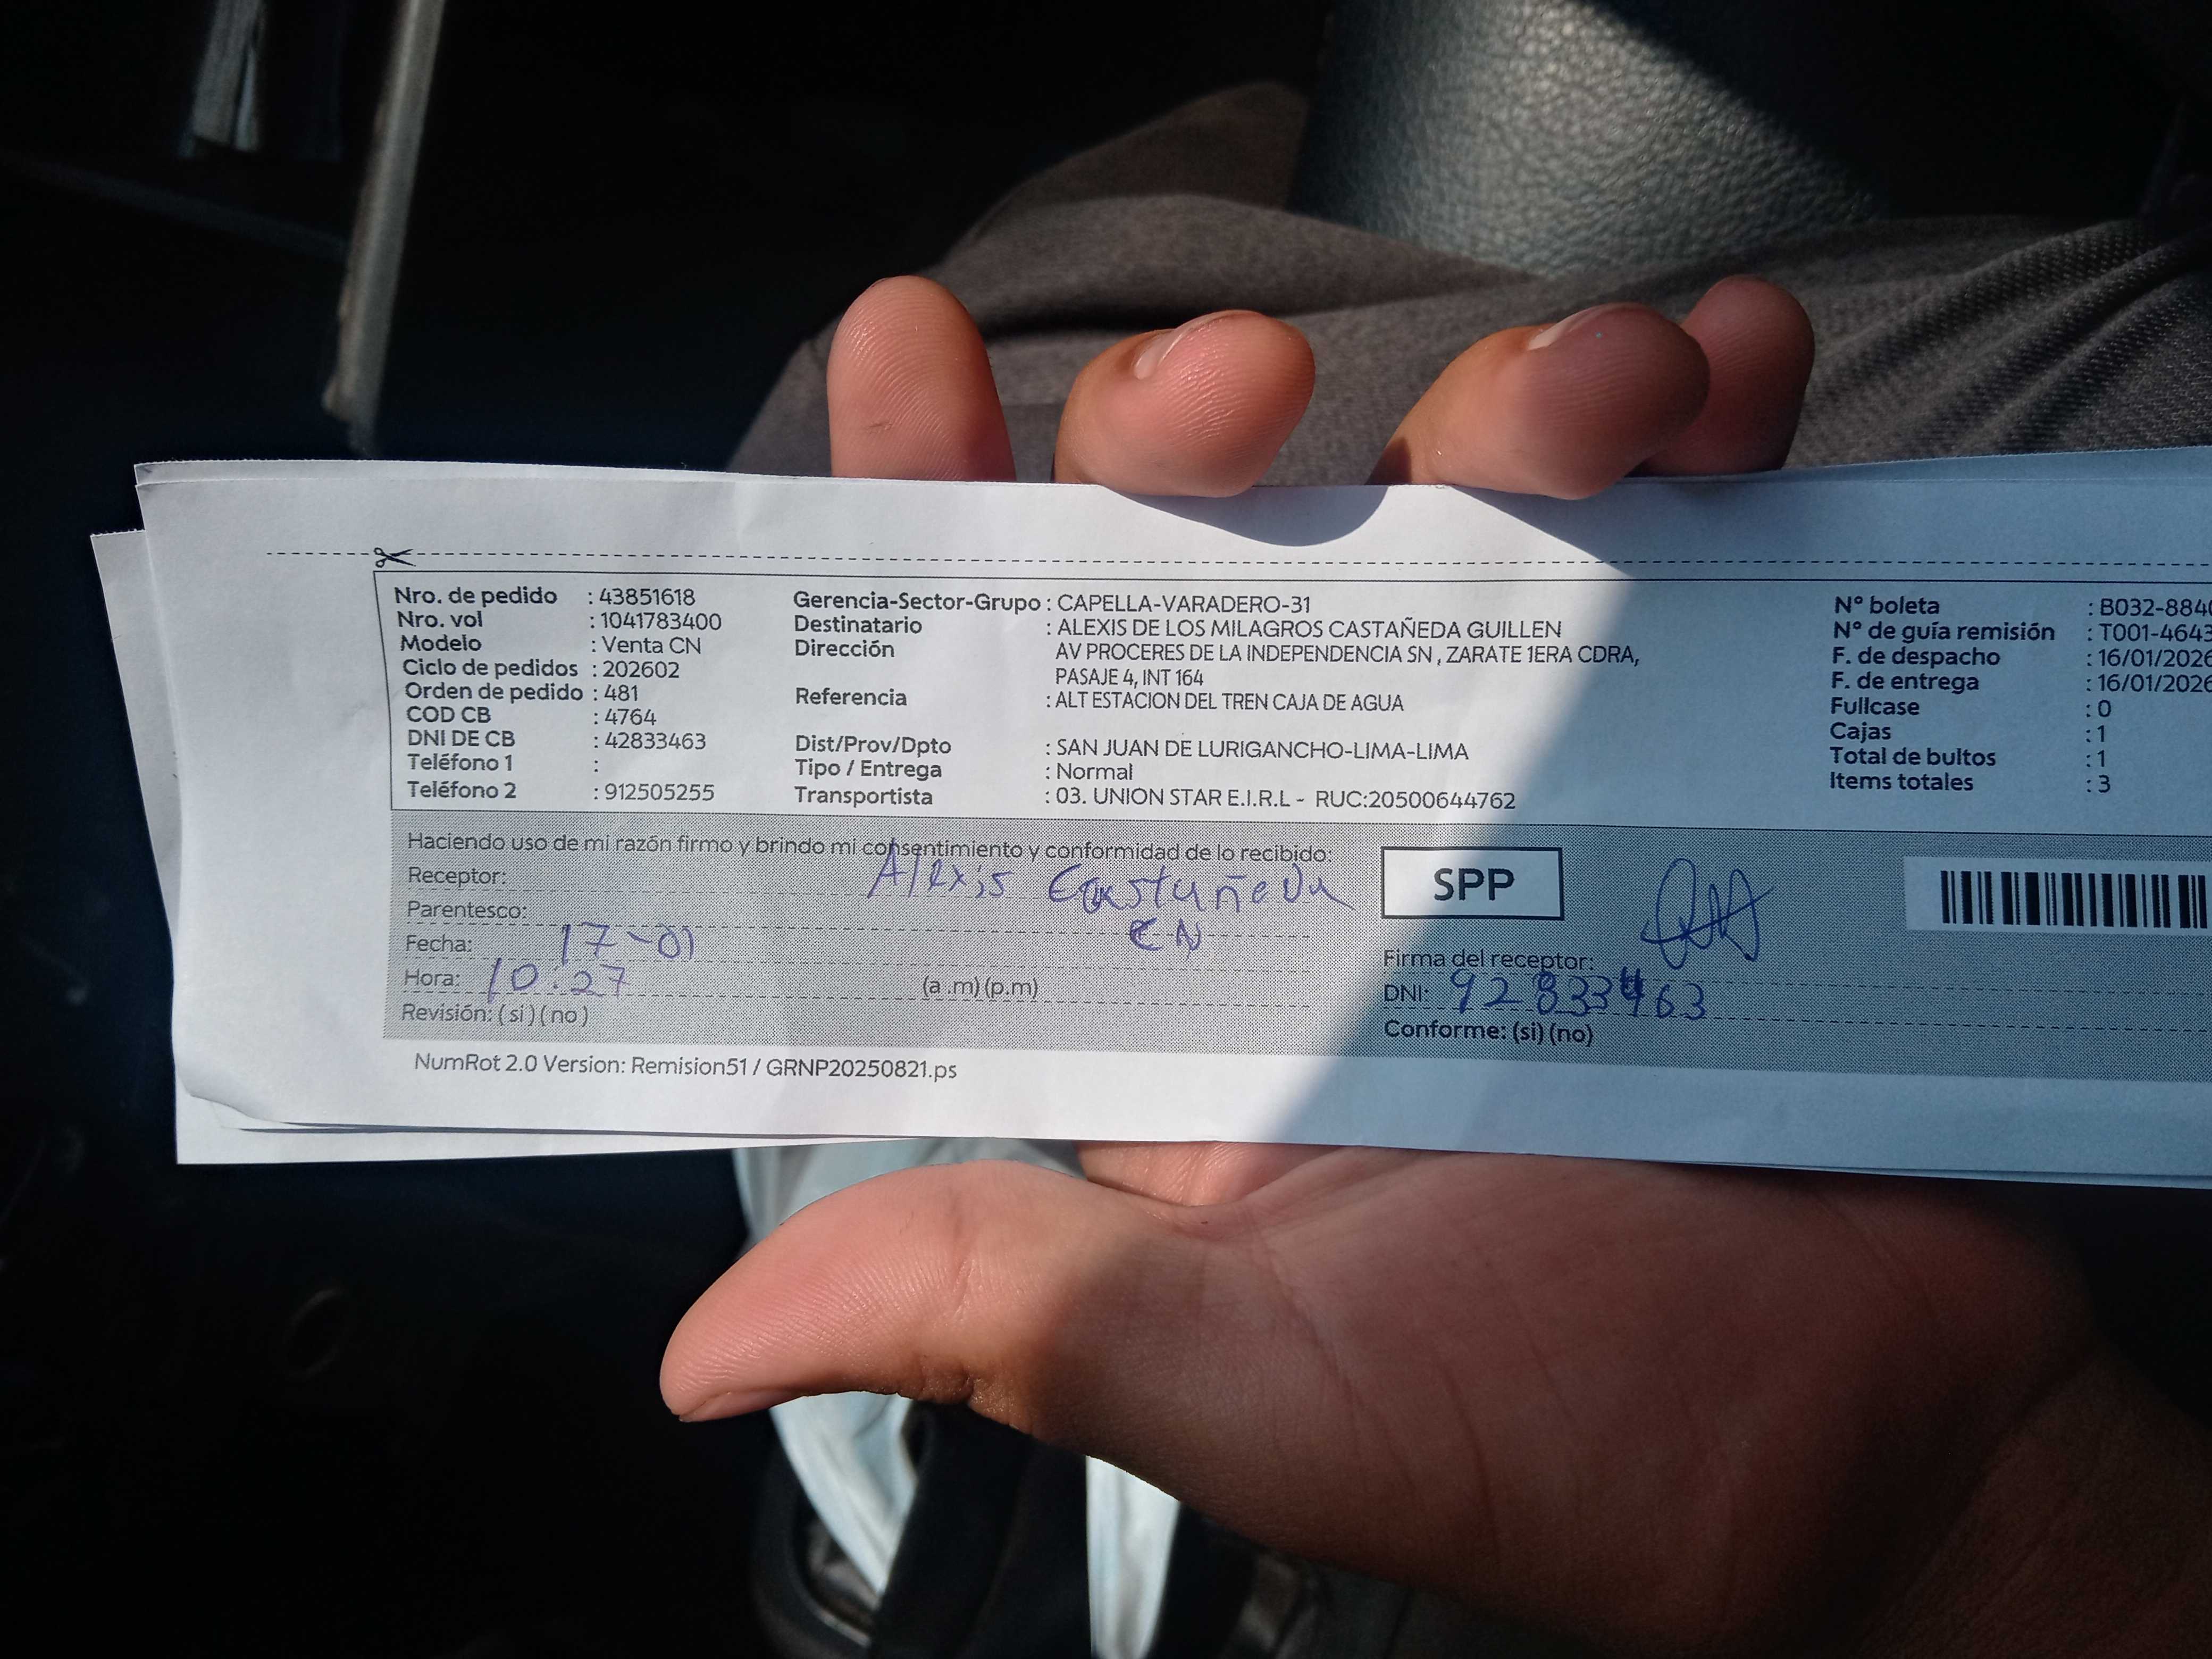 Nro. de pedido : 43851618
Nro. vol : 1041783400
Modelo : Venta CN
Ciclo de pedidos : 202602
Orden de pedido : 481
COD CB : 4764
DNI DE CB : 42833463
Teléfono 1 :
Teléfono 2 : 912505255
Gerencia-Sector-Grupo : CAPELLA-VARADERO-31
Destinatario : ALEXIS DE LOS MILAGROS CASTAÑEDA GUILLEN
Dirección AV PROCERES DE LA INDEPENDENCIA SN , ZARATE 1ERA CDRA,
PASAJE 4, INT 164
Referencia : ALT ESTACION DEL TREN CAJA DE AGUA
Dist/Prov/Dpto : SAN JUAN DE LURIGANCHO-LIMA-LIMA
Tipo / Entrega : Normal
Transportista : 03. UNION STAR E.I.R.L - RUC:20500644762
N° boleta : B032-884
N° de guía remisión : T001-4643
F. de despacho : 16/01/2026
F. de entrega : 16/01/2026
Fullcase : 0
Cajas : 1
Total de bultos : 1
Items totales : 3
Haciendo uso de mi razón firmo y brindo mi consentimiento y conformidad de lo recibido:
Receptor: Alexis Castañeda
Parentesco: CN
Fecha: 17-01
Hora: 10:27 (a .m) (p.m)
Revisión: ( si ) ( no )
SPP
Firma del receptor:
DNI: 92833463
Conforme: (si) (no)
NumRot 2.0 Version: Remision51 / GRNP20250821.ps